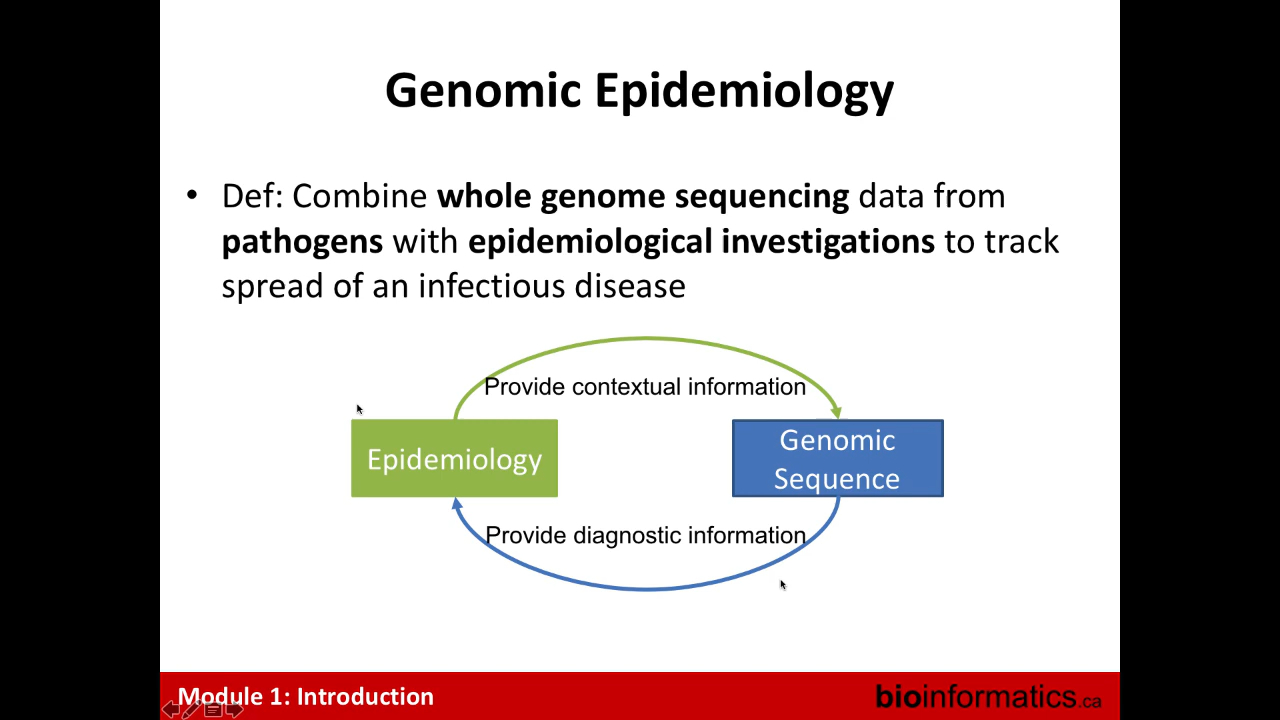 Genomic Epidemiology
• Def: Combine whole genome sequencing data from
pathogens with epidemiological investigations to track
spread of an infectious disease
Provide contextual information
Epidemiology
Genomic
Sequence
Provide diagnostic information
Module 1: Introduction
bioinformatics.ca